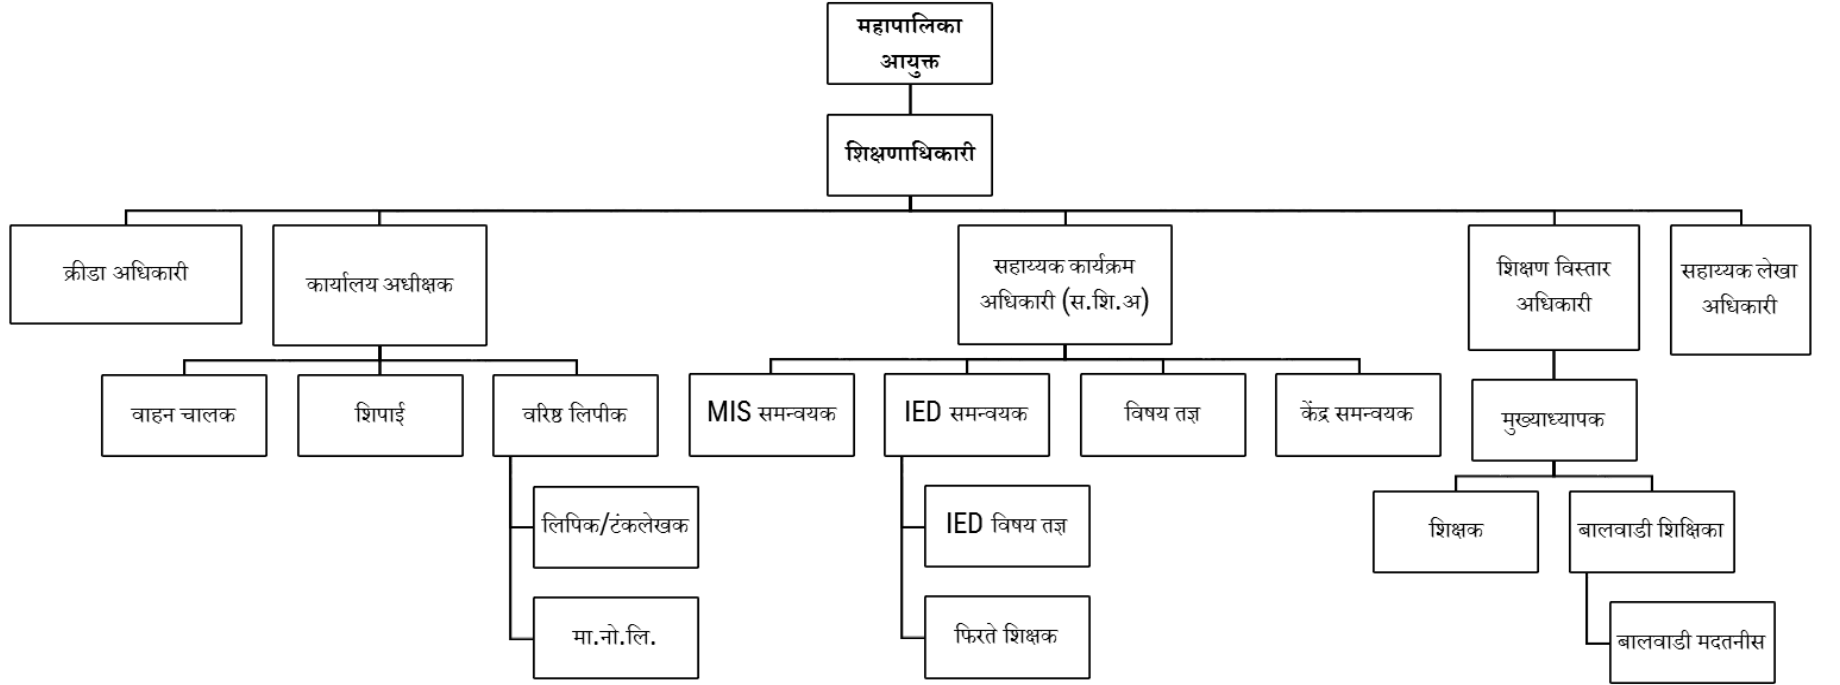 महापालिका
आयुक्त
शिक्षणाधिकारी
क्रीडा अधिकारी
कार्यालय अधीक्षक
सहाय्यक कार्यक्रम
अधिकारी (स.शि.अ)
शिक्षण विस्तार
अधिकारी
सहाय्यक लेखा
अधिकारी
वाहन चालक
शिपाई
वरिष्ठ लिपीक
MIS समन्वयक
IED समन्वयक
विषय तज्ञ
केंद्र समन्वयक
मुख्याध्यापक
लिपिक/टंकलेखक
IED विषय तज्ञ
शिक्षक
बालवाडी शिक्षिका
मा.नो.लि.
फिरते शिक्षक
बालवाडी मदतनीस